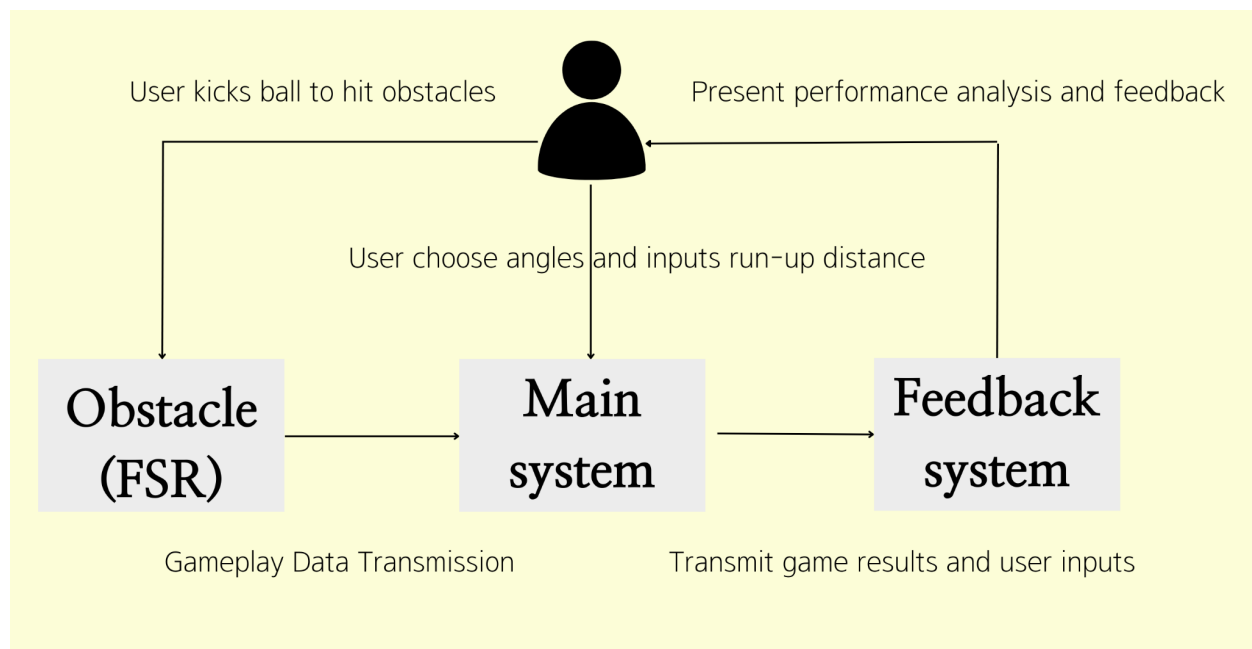 User kicks ball to hit obstacles
Present performance analysis and feedback
User choose angles and inputs run-up distance
Obstacle
(FSR)
Main
system
Feedback
system
Gameplay Data Transmission
Transmit game results and user inputs